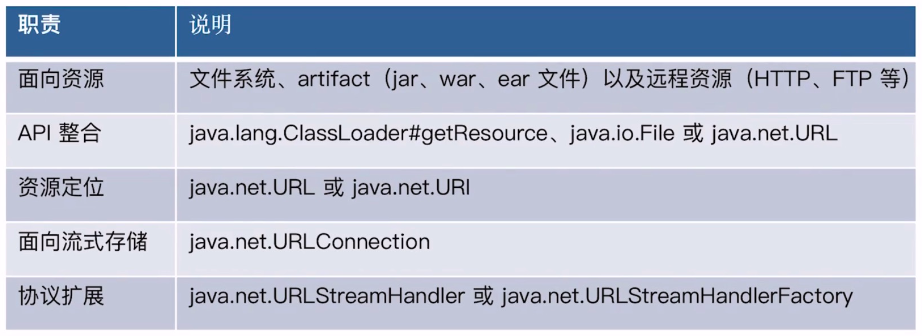 职责 说明
面向资源 文件系统、artifact（jar、war、ear 文件）以及远程资源（HTTP、FTP 等）
API 整合 java.lang.ClassLoader#getResource、java.io.File 或 java.net.URL
资源定位 java.net.URL 或 java.net.URI
面向流式存储 java.net.URLConnection
协议扩展 java.net.URLStreamHandler 或 java.net.URLStreamHandlerFactory